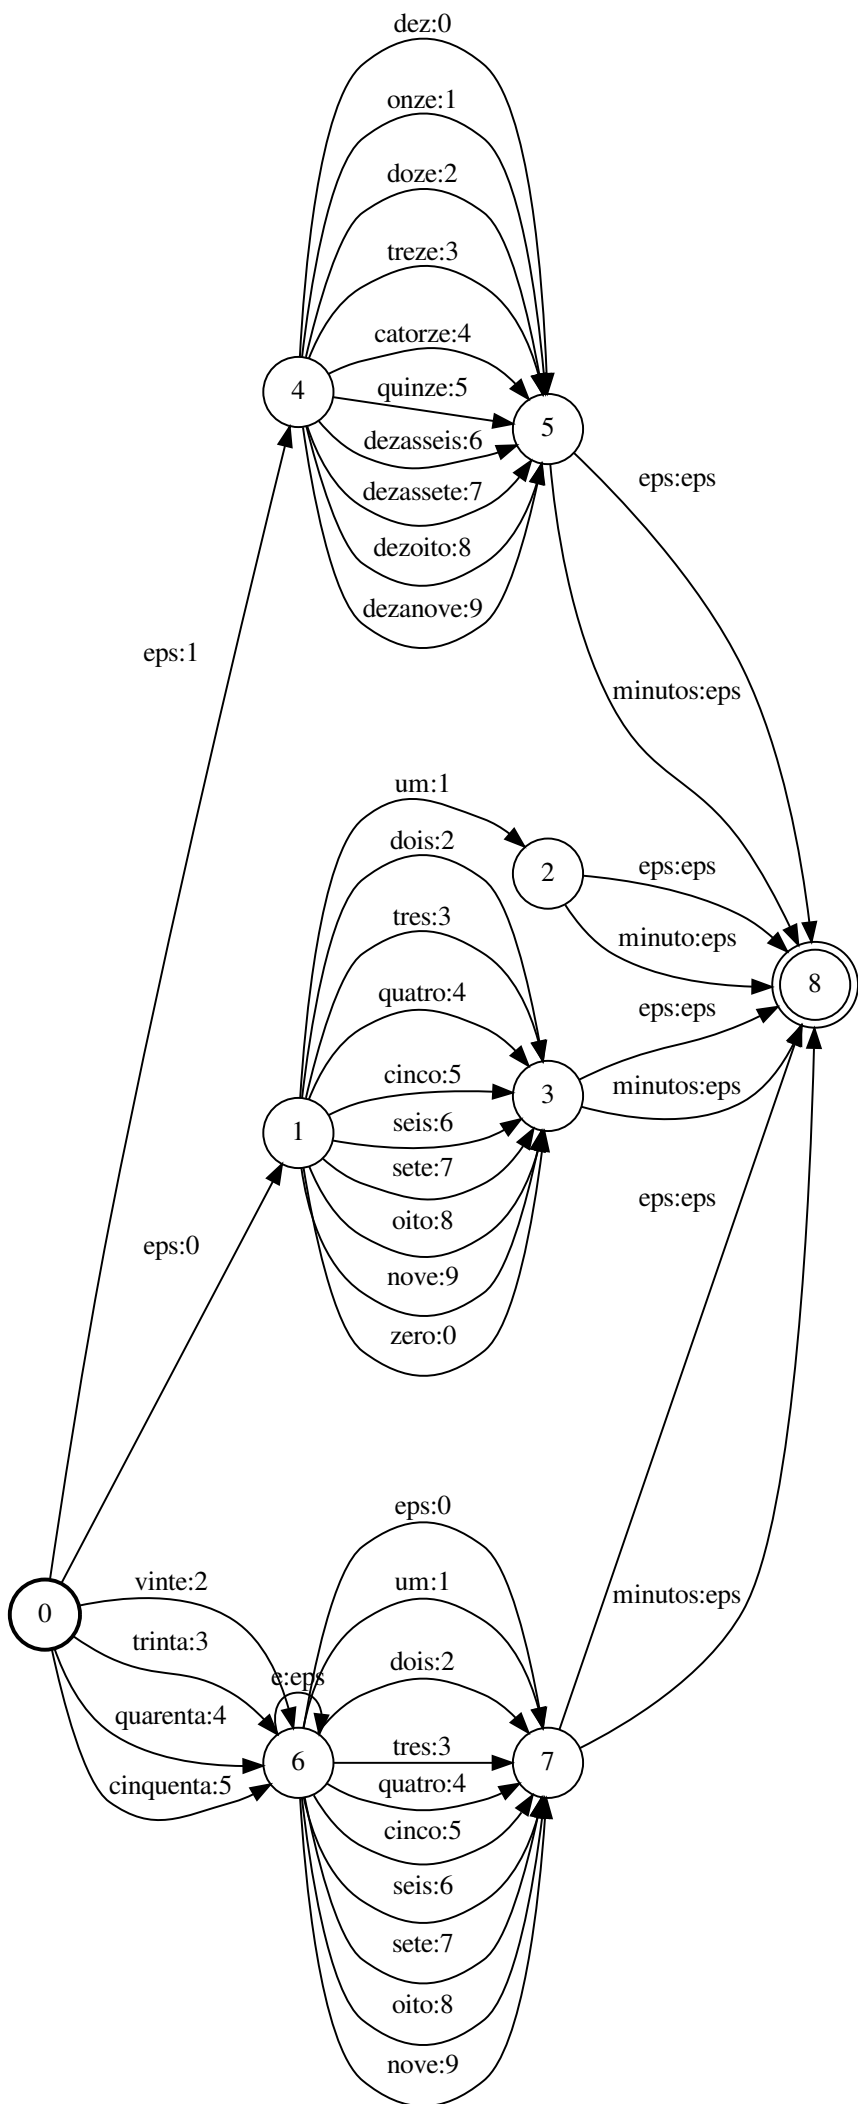 dez:0
onze:1
doze:2
treze:3
catorze:4
4
quinze:5
5
dezasseis:6
eps:eps
dezassete:7
dezoito:8
dezanove:9
eps:1
minutos:eps
um:1
dois:2
eps:eps
2
tres:3
minuto:eps
8
quatro:4
eps:eps
cinco:5
minutos:eps
3
seis:6
1
sete:7
eps:eps
oito:8
eps:0
nove:9
zero:0
eps:0
vinte:2
um:1
minutos:eps
0
trinta:3
dois:2
e:eps
quarenta:4
tres:3
6
7
cinquenta:5
quatro:4
cinco:5
seis:6
sete:7
oito:8
nove:9